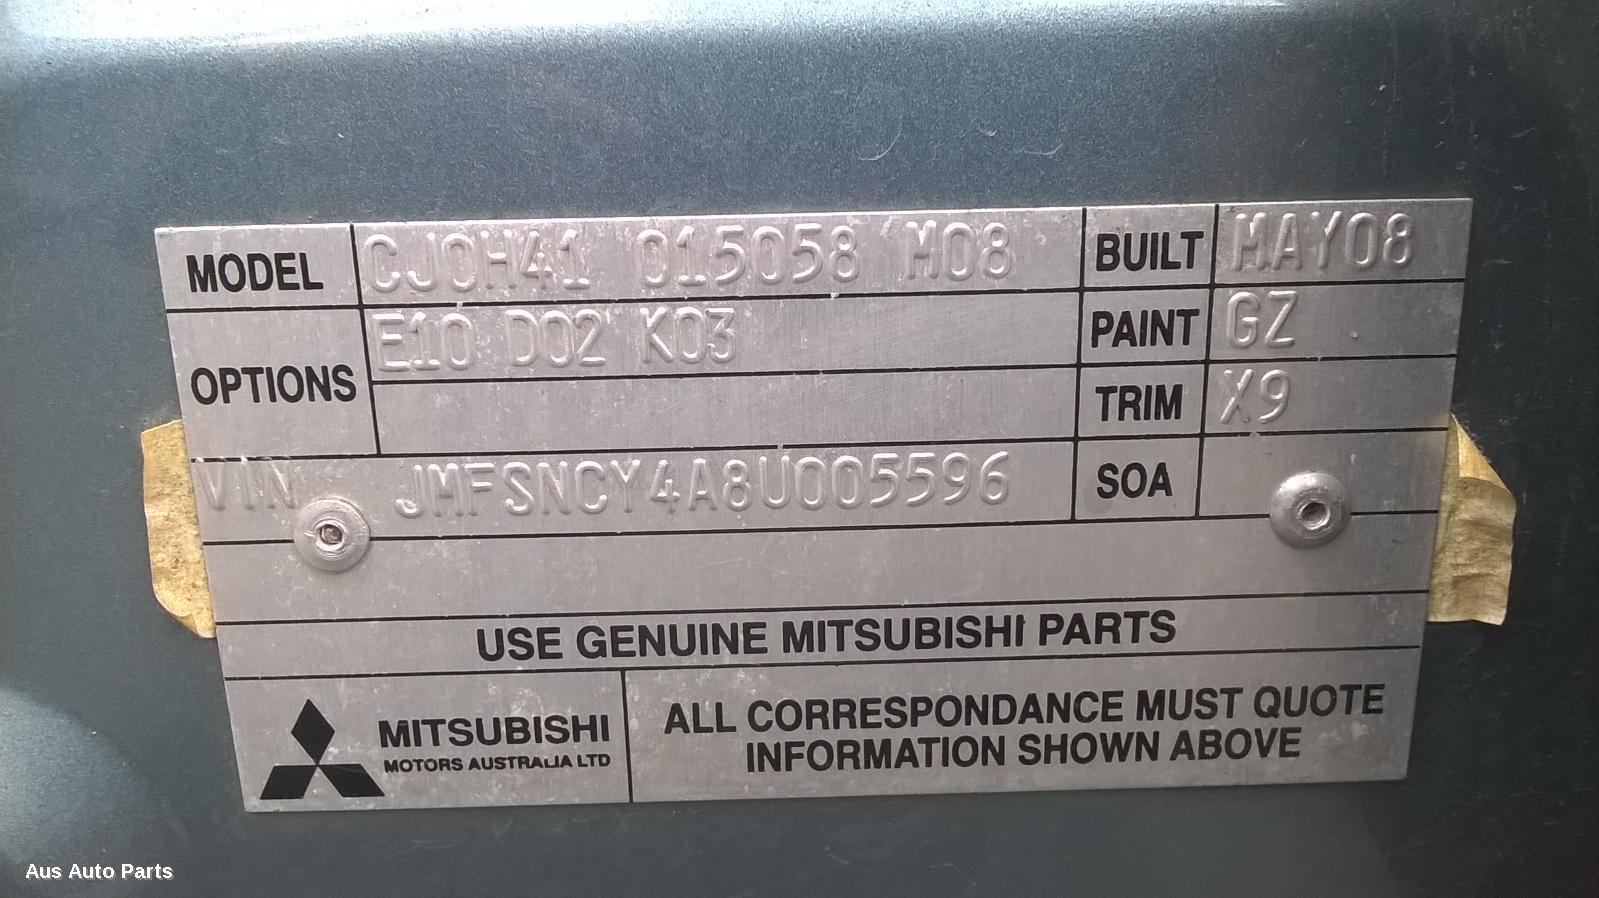 MODEL CJ0H41 015058 M08 BUILT MAY08
OPTIONS E10 D02 K03 PAINT GZ
TRIM X9
VIN JMFSNCY4A8U005596 SOA
USE GENUINE MITSUBISHI PARTS
MITSUBISHI
MOTORS AUSTRALIA LTD
ALL CORRESPONDANCE MUST QUOTE
INFORMATION SHOWN ABOVE
Aus Auto Parts